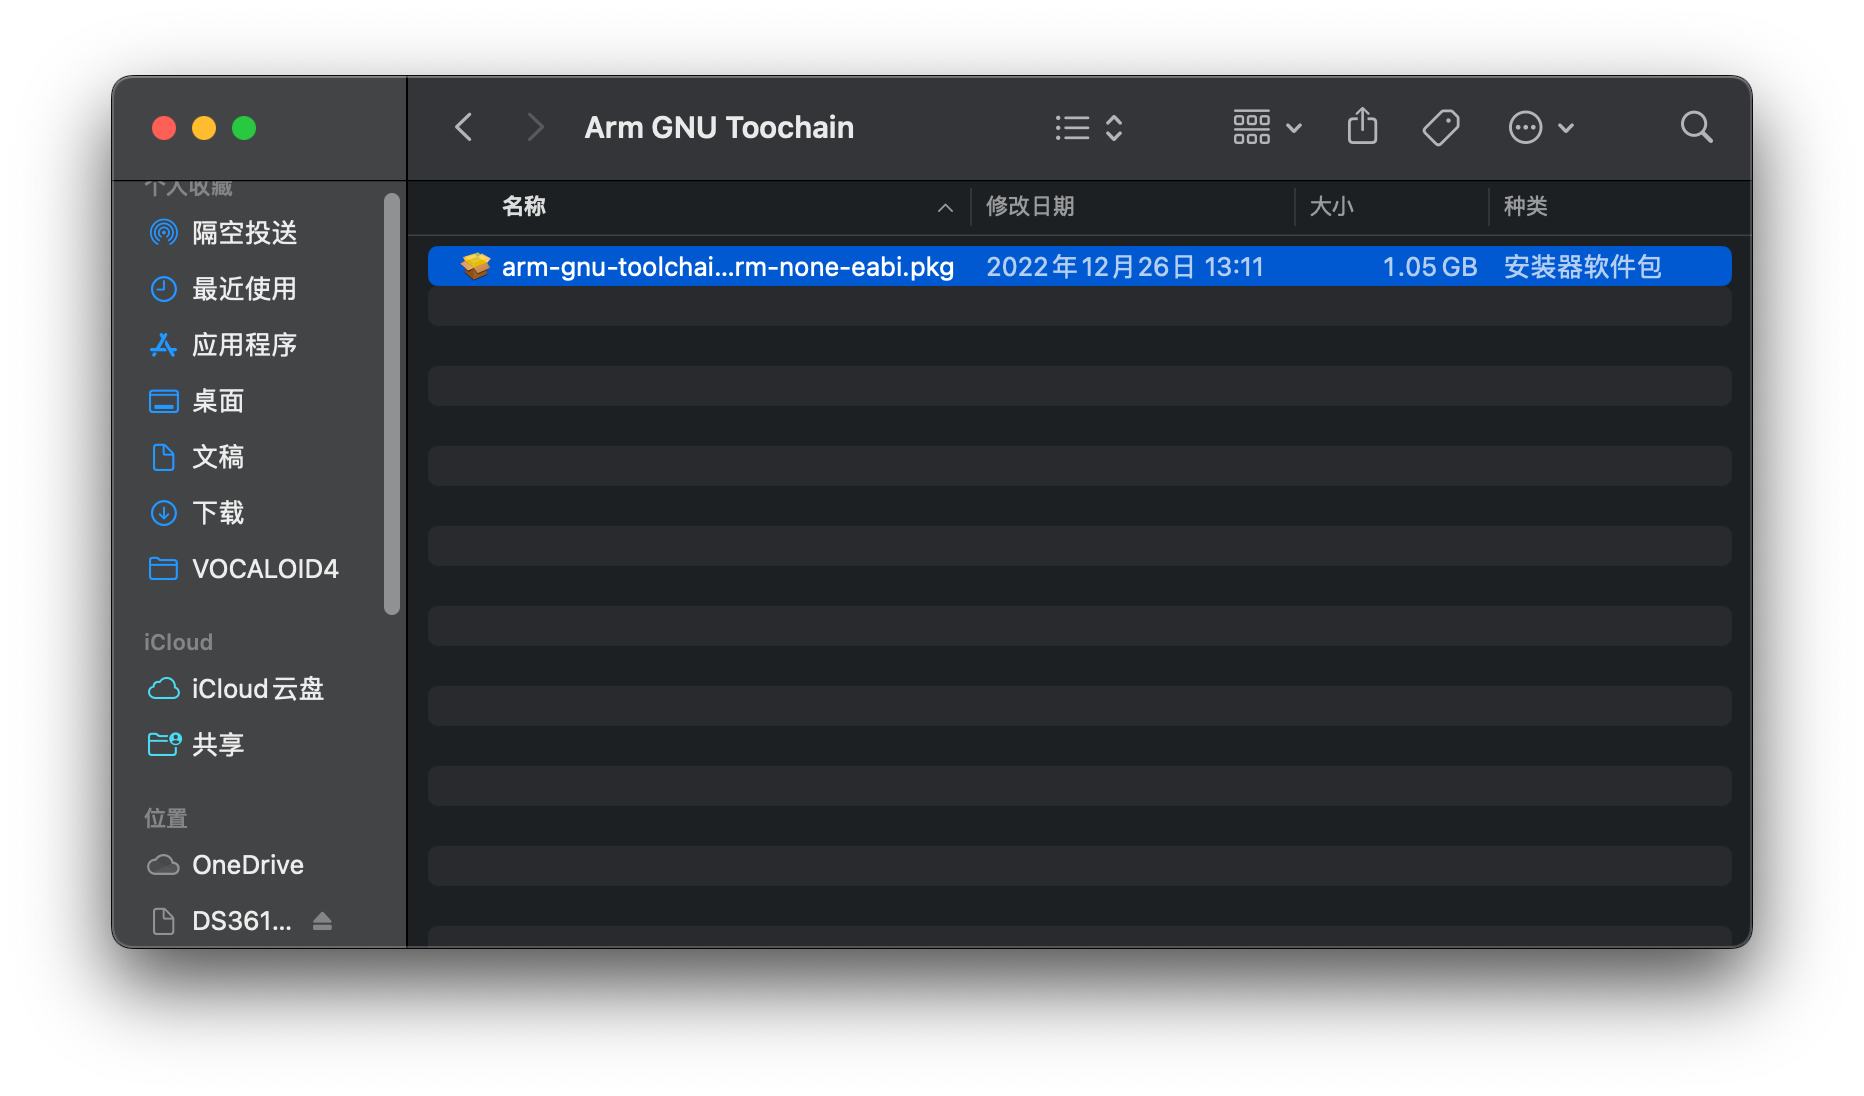 Arm GNU Toochain
个人收藏
隔空投送
最近使用
应用程序
桌面
文稿
下载
VOCALOID4
iCloud
iCloud云盘
共享
位置
OneDrive
DS361...
名称 修改日期 大小 种类
arm-gnu-toolchai...rm-none-eabi.pkg 2022年12月26日 13:11 1.05 GB 安装器软件包